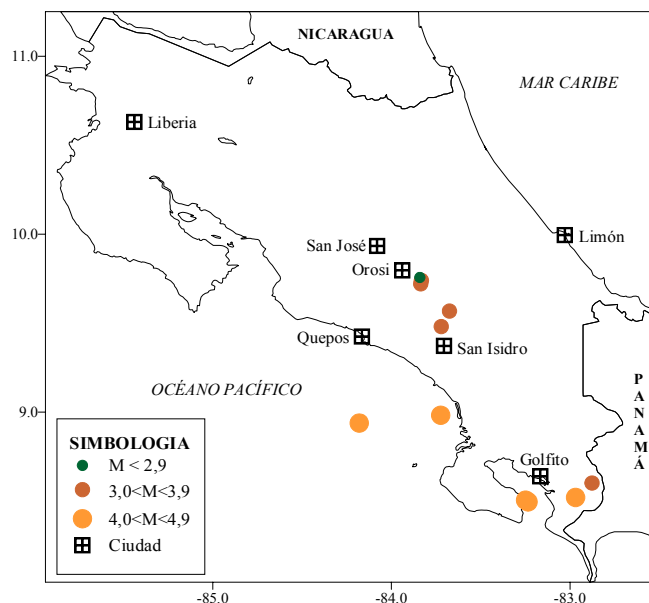 NICARAGUA
11.0
MAR CARIBE
Liberia
10.0
San José
Limón
Orosi
Quepos
San Isidro
OCÉANO PACÍFICO
PANAMÁ
9.0
SIMBOLOGIA
M < 2,9
3,0<M<3,9
4,0<M<4,9
Ciudad
Golfito
-85.0
-84.0
-83.0